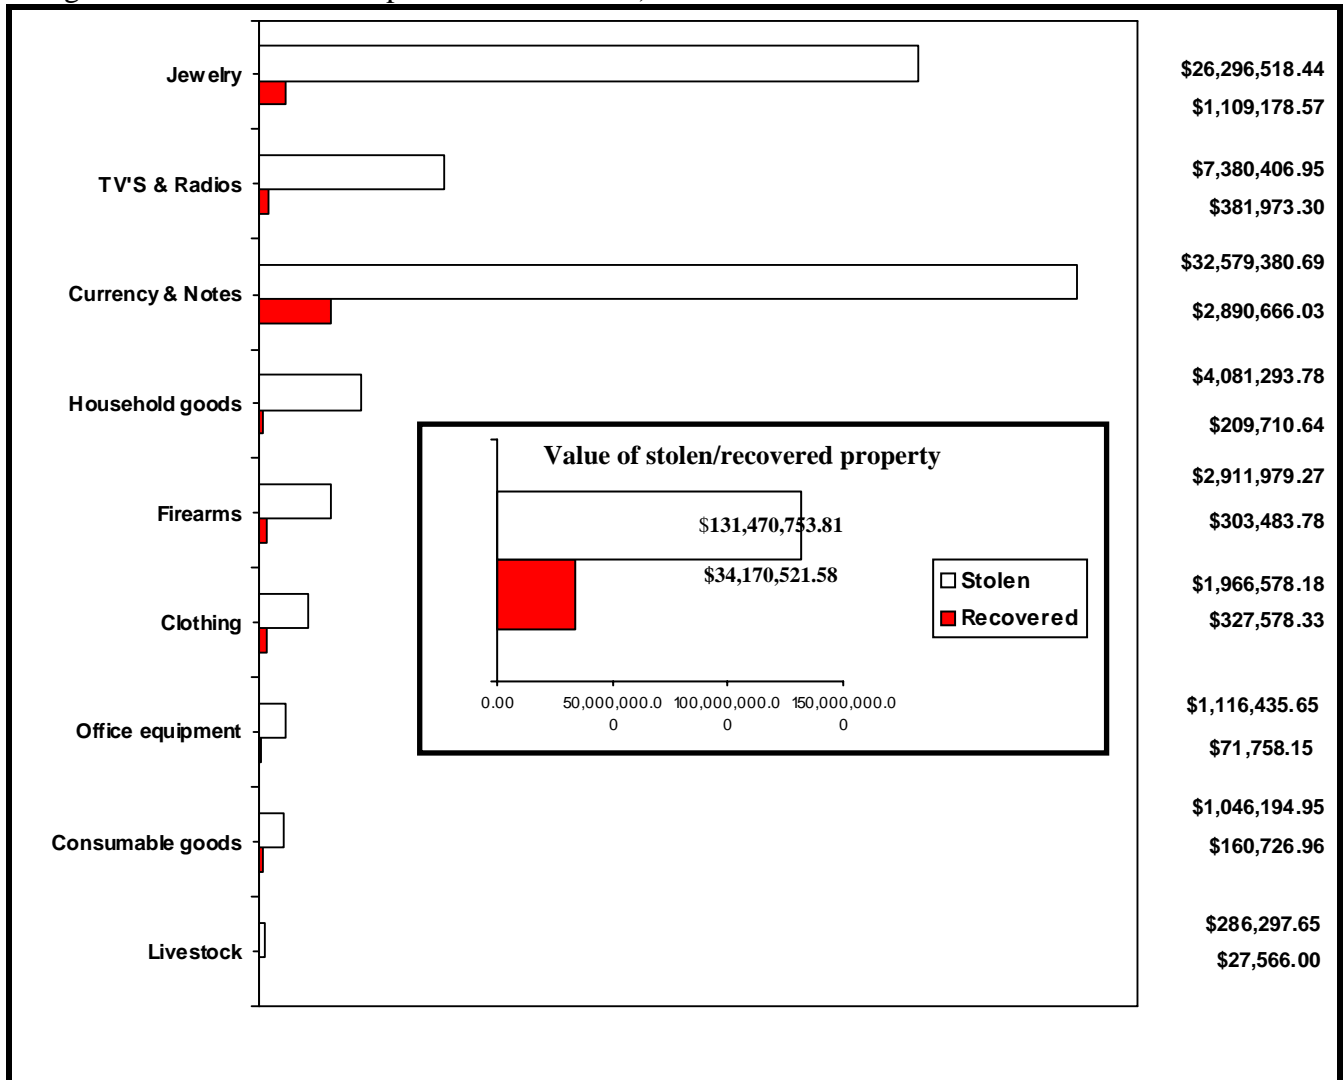 Jewelry
$26,296,518.44
$1,109,178.57
TV'S & Radios
$7,380,406.95
$381,973.30
Currency & Notes
$32,579,380.69
$2,890,666.03
Household goods
$4,081,293.78
$209,710.64
Firearms
$2,911,979.27
$303,483.78
Clothing
$1,966,578.18
$327,578.33
Office equipment
$1,116,435.65
$71,758.15
Consumable goods
$1,046,194.95
$160,726.96
Livestock
$286,297.65
$27,566.00
Value of stolen/recovered property
$131,470,753.81
$34,170,521.58
Stolen
Recovered
0.00 50,000,000.0 100,000,000.0 150,000,000.0
0 0 0